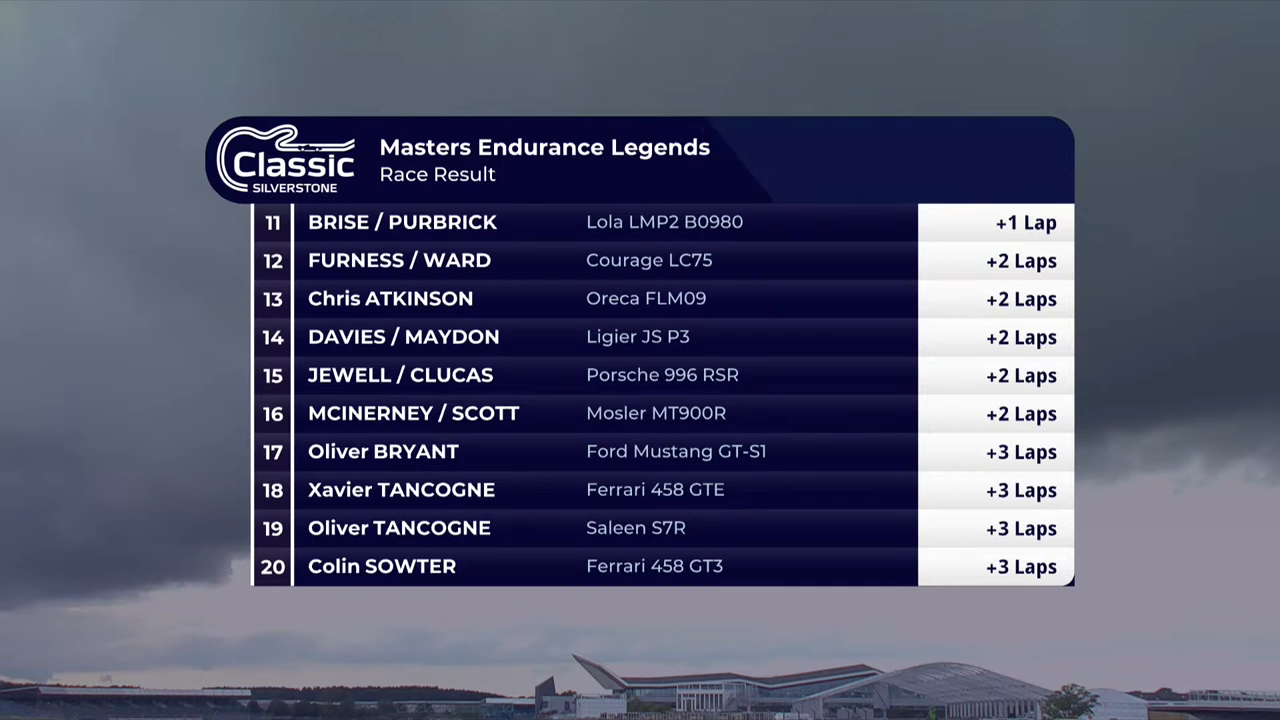 Classic
SILVERSTONE
Masters Endurance Legends
Race Result
11 BRISE / PURBRICK Lola LMP2 B0980 +1 Lap
12 FURNESS / WARD Courage LC75 +2 Laps
13 Chris ATKINSON Oreca FLM09 +2 Laps
14 DAVIES / MAYDON Ligier JS P3 +2 Laps
15 JEWELL / CLUCAS Porsche 996 RSR +2 Laps
16 MCINERNEY / SCOTT Mosler MT900R +2 Laps
17 Oliver BRYANT Ford Mustang GT-S1 +3 Laps
18 Xavier TANCOGNE Ferrari 458 GTE +3 Laps
19 Oliver TANCOGNE Saleen S7R +3 Laps
20 Colin SOWTER Ferrari 458 GT3 +3 Laps